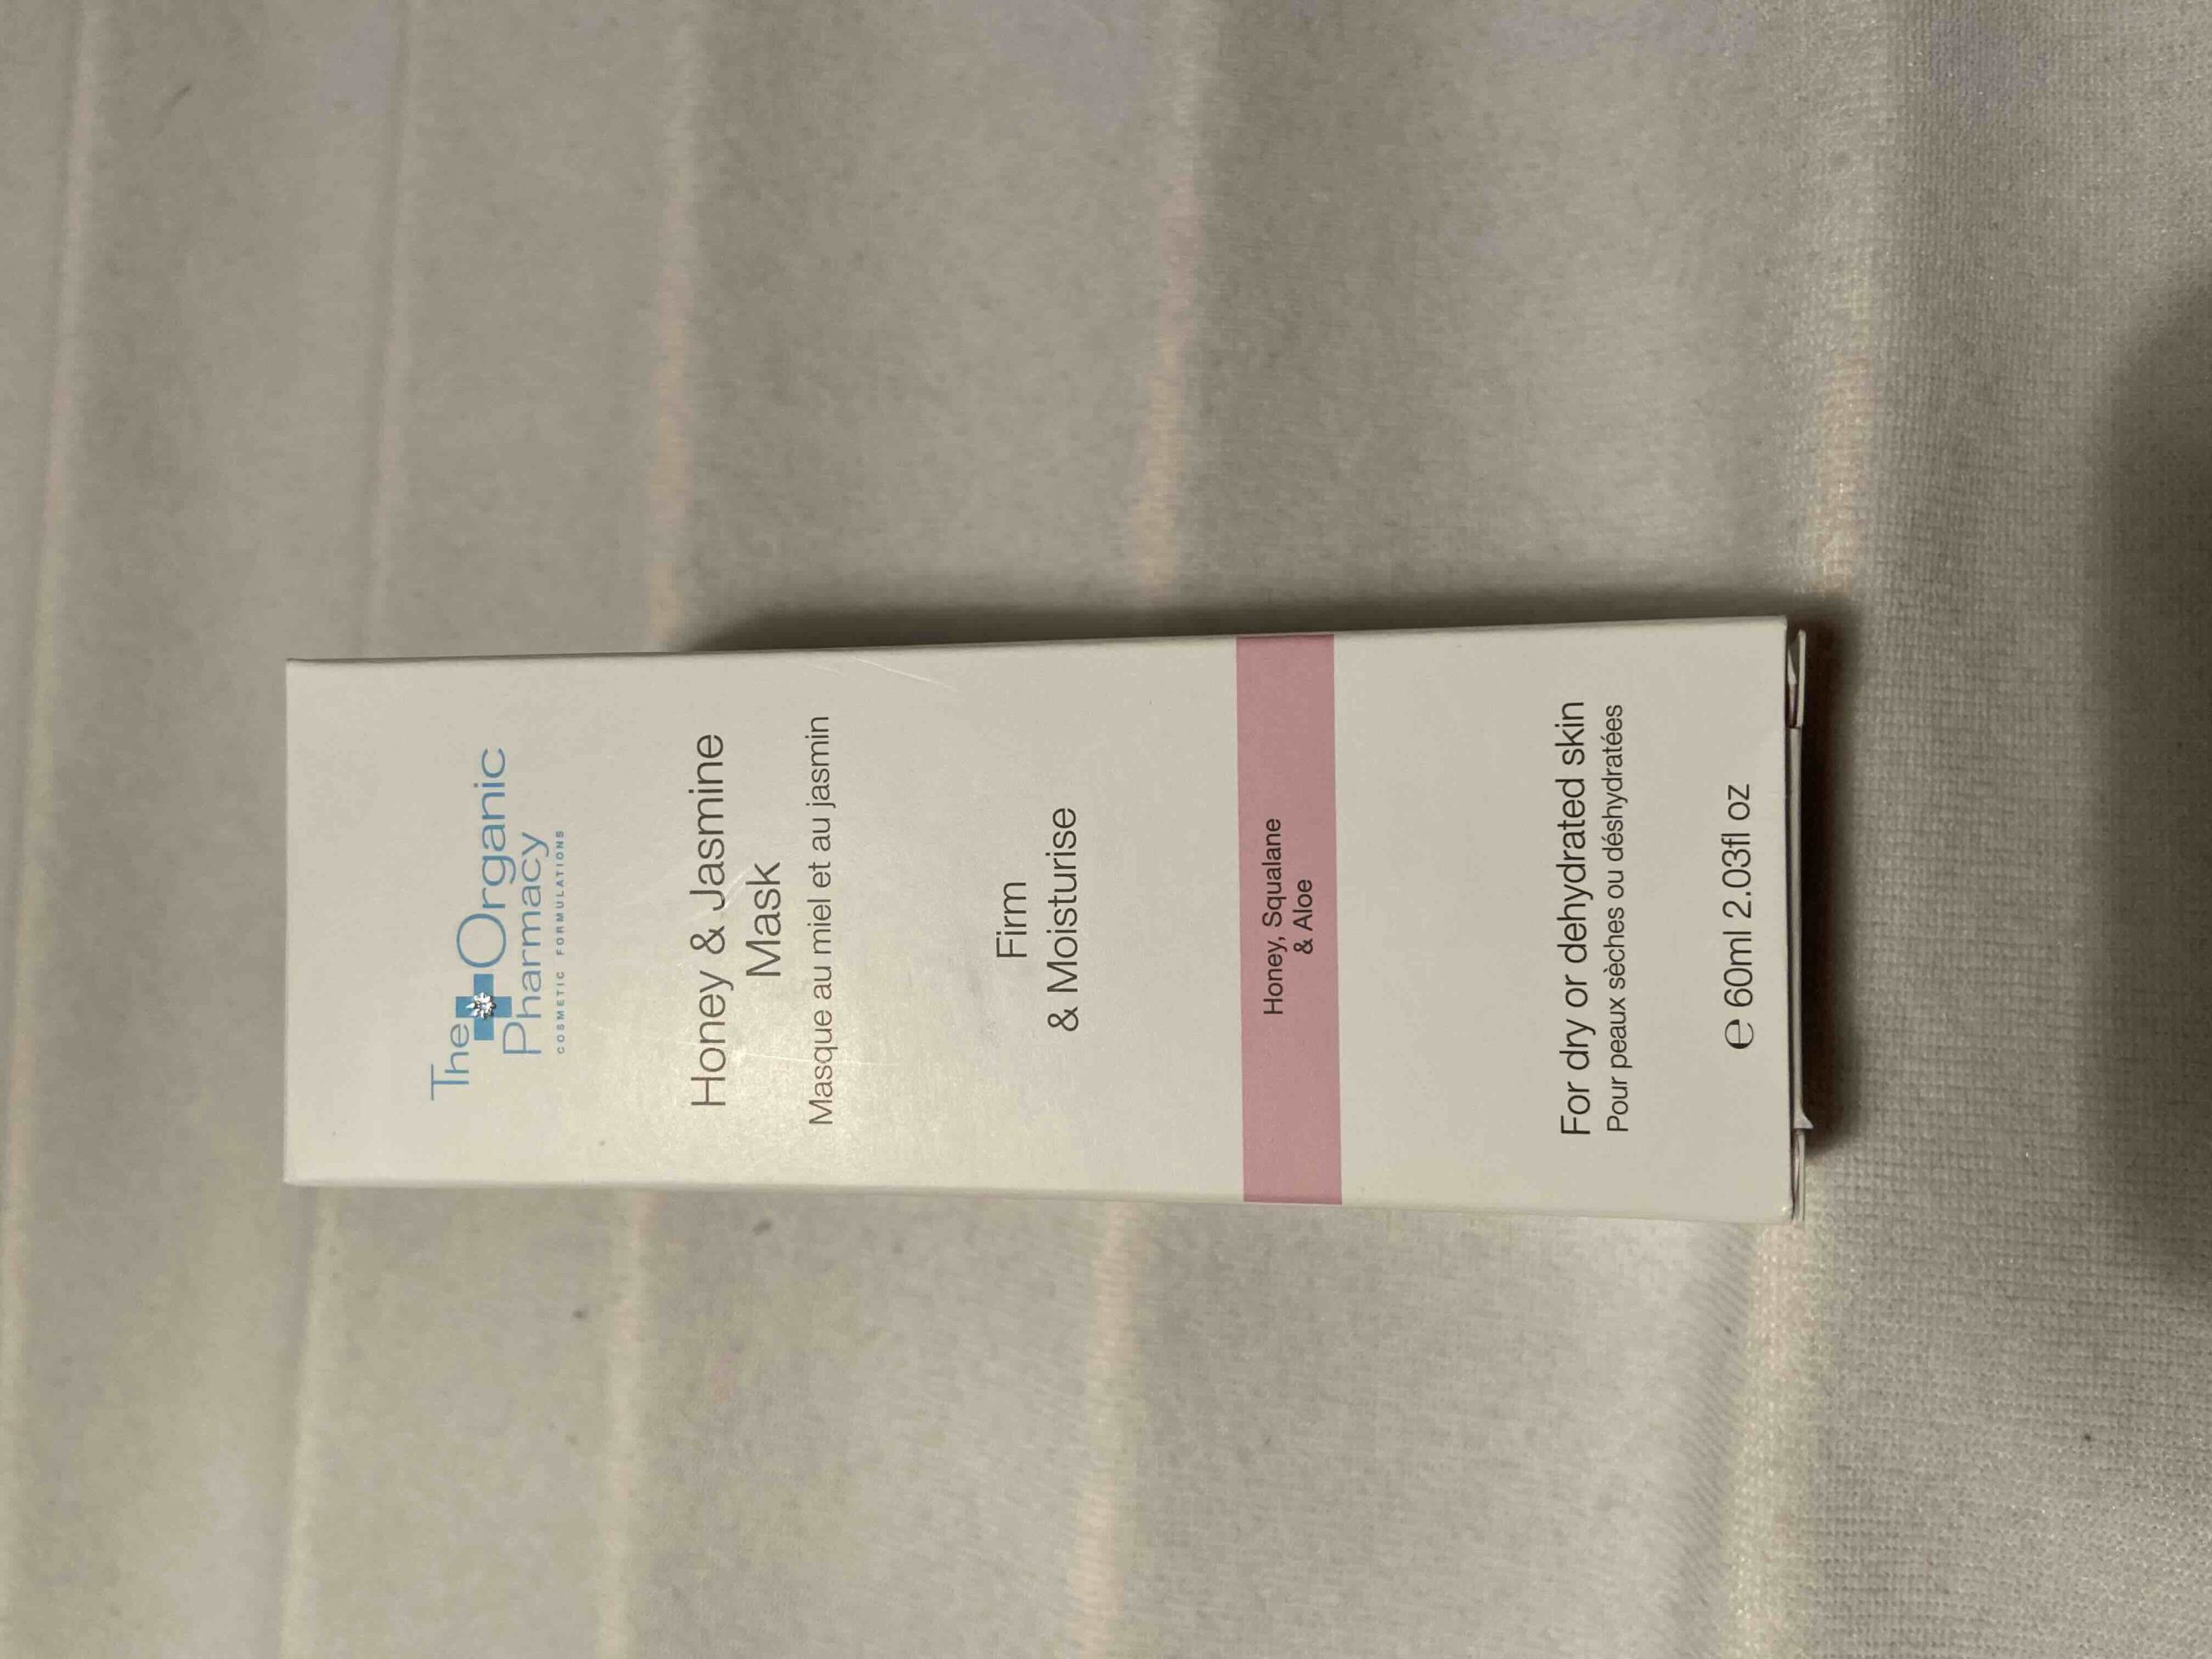 The Organic
Pharmacy
COSMETIC FORMULATIONS
Honey & Jasmine
Mask
Masque au miel et au jasmin
Firm
& Moisturise
Honey, Squalane
& Aloe
For dry or dehydrated skin
Pour peaux sèches ou déshydratées
℮ 60ml 2.03fl oz